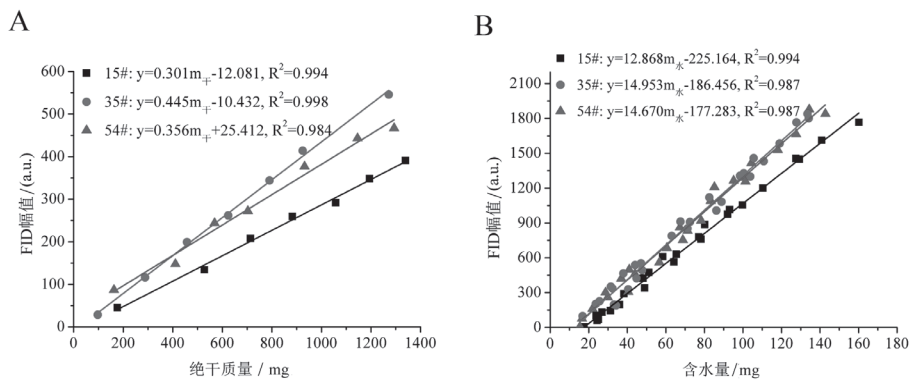 A
15#: y=0.301m干-12.081, R²=0.994
35#: y=0.445m干-10.432, R²=0.998
54#: y=0.356m干+25.412, R²=0.984
FID幅值/(a.u.)
600
500
400
300
200
100
0
0 200 400 600 800 1000 1200 1400
绝干质量 / mg
B
15#: y=12.868m水-225.164, R²=0.994
35#: y=14.953m水-186.456, R²=0.987
54#: y=14.670m水-177.283, R²=0.987
FID幅值/(a.u.)
2100
1800
1500
1200
900
600
300
0
0 20 40 60 80 100 120 140 160 180
含水量/mg